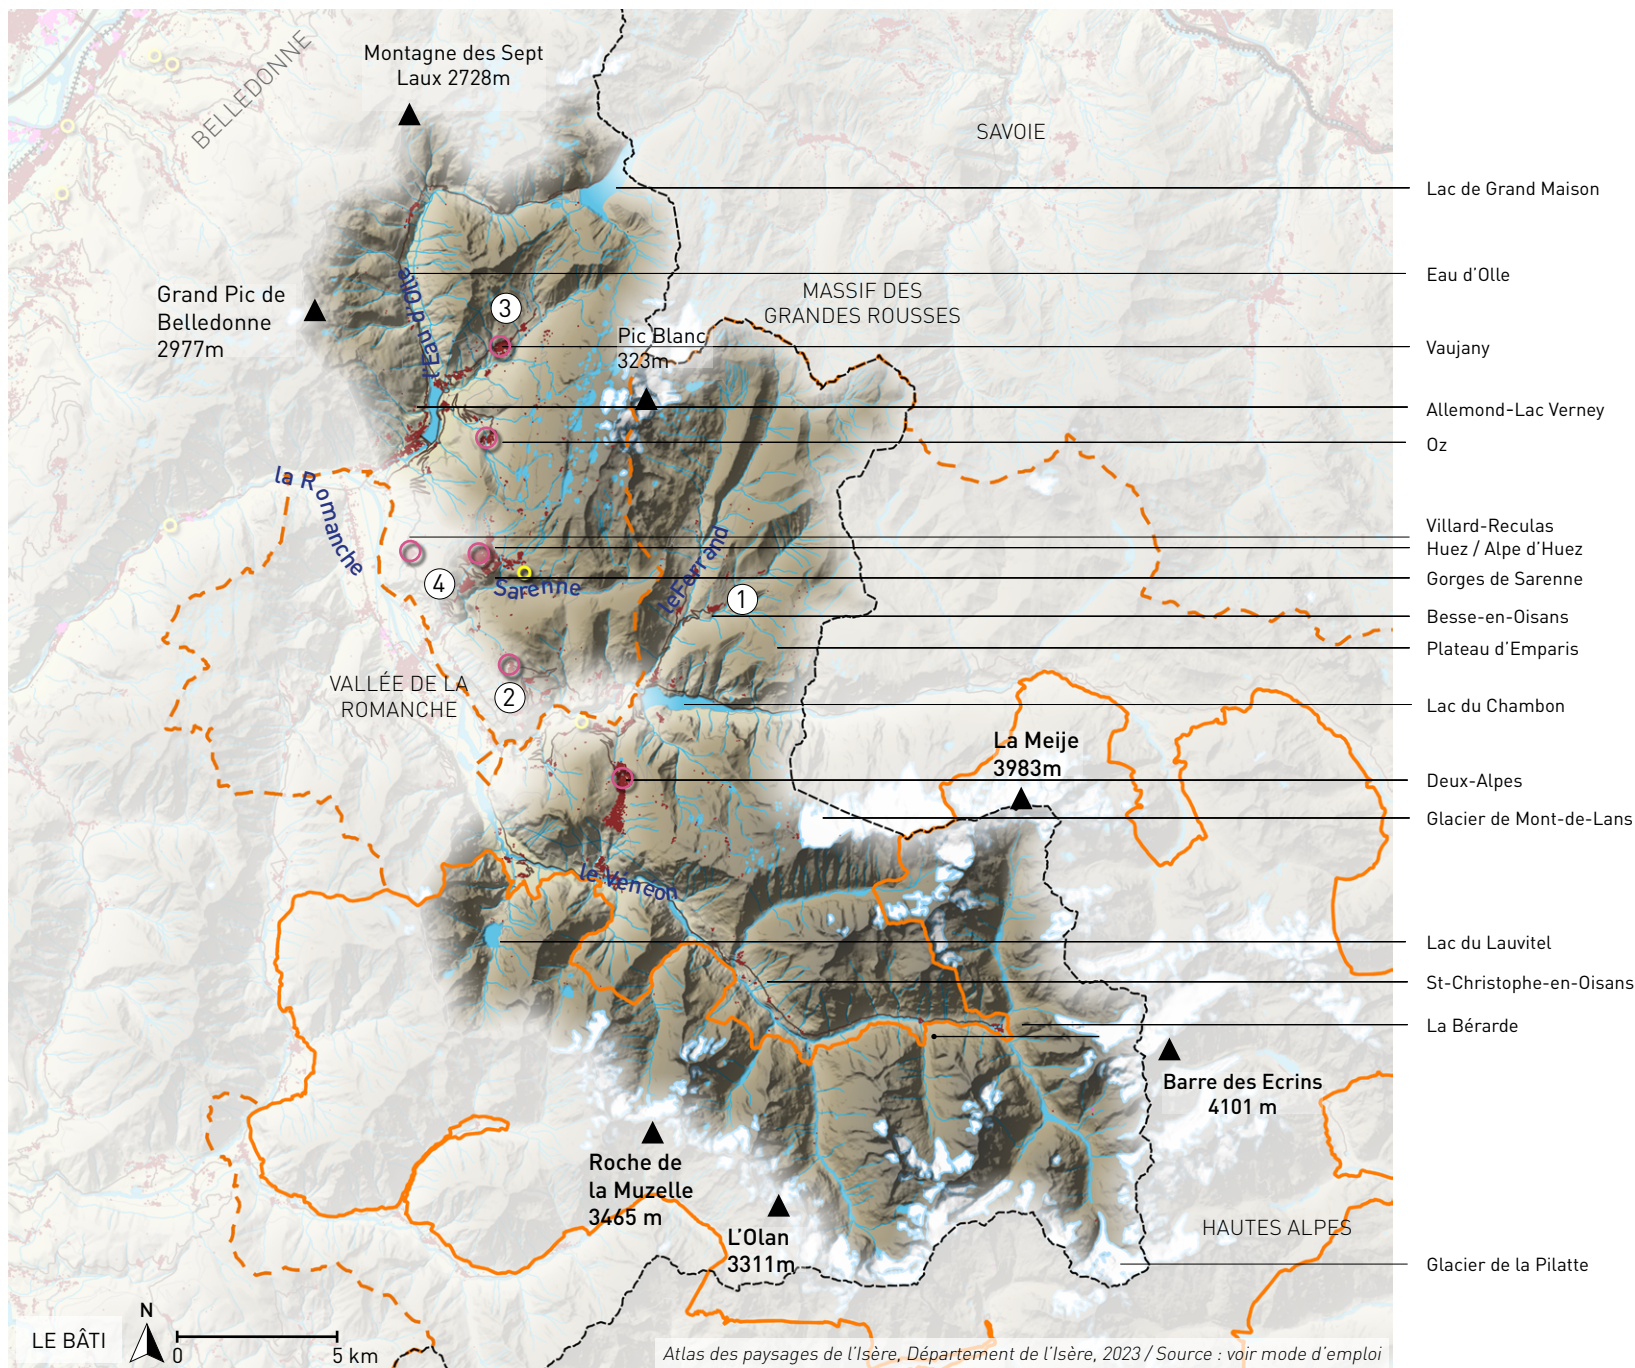 Montagne des Sept
Laux 2728m
BELLEDONNE
SAVOIE
Lac de Grand Maison
Eau d'Olle
l'Eau d'Olle
Grand Pic de
Belledonne
2977m
3
MASSIF DES
GRANDES ROUSSES
Pic Blanc
323m
Vaujany
Allemond-Lac Verney
Oz
la Romanche
Villard-Reculas
Huez / Alpe d'Huez
Gorges de Sarenne
4
Sarenne
le Ferrand
1
Besse-en-Oisans
Plateau d'Emparis
VALLÉE DE LA
ROMANCHE
2
Lac du Chambon
La Meije
3983m
Deux-Alpes
Glacier de Mont-de-Lans
le Vénéon
Lac du Lauvitel
St-Christophe-en-Oisans
La Bérarde
Barre des Ecrins
4101 m
Roche de
la Muzelle
3465 m
L'Olan
3311m
HAUTES ALPES
Glacier de la Pilatte
LE BÂTI
N
0
5 km
Atlas des paysages de l'Isère, Département de l'Isère, 2023 / Source : voir mode d'emploi